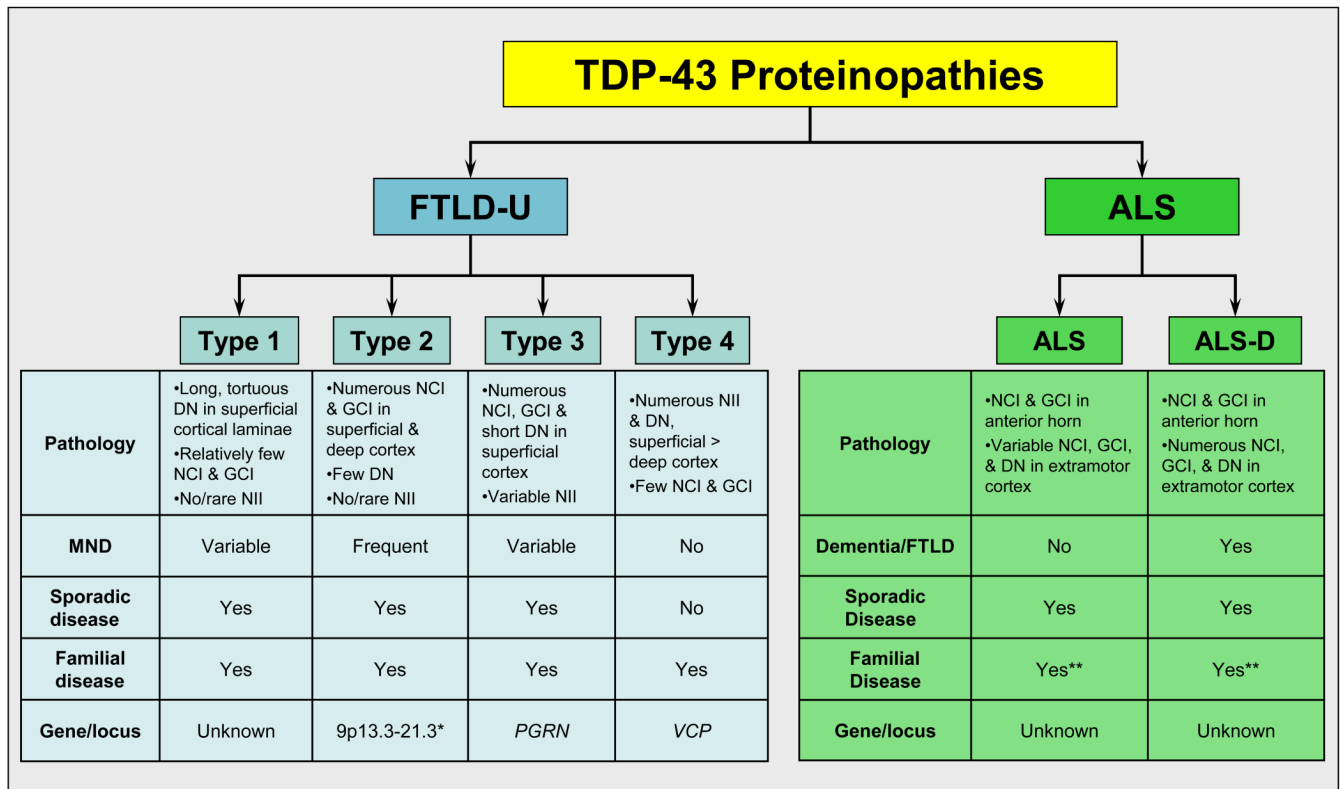 TDP-43 Proteinopathies
FTLD-U
ALS
Type 1
Type 2
Type 3
Type 4
ALS
ALS-D
Pathology
•Long, tortuous
DN in superficial
cortical laminae
•Relatively few
NCI & GCI
•No/rare NII
•Numerous NCI
& GCI in
superficial &
deep cortex
•Few DN
•No/rare NII
•Numerous
NCI, GCI &
short DN in
superficial
cortex
•Variable NII
•Numerous NII
& DN,
superficial >
deep cortex
•Few NCI & GCI
MND
Variable
Frequent
Variable
No
Sporadic
disease
Yes
Yes
Yes
No
Familial
disease
Yes
Yes
Yes
Yes
Gene/locus
Unknown
9p13.3-21.3*
PGRN
VCP
Pathology
•NCI & GCI in
anterior horn
•Variable NCI, GCI,
& DN in extramotor
cortex
•NCI & GCI in
anterior horn
•Numerous NCI,
GCI, & DN in
extramotor cortex
Dementia/FTLD
No
Yes
Sporadic
Disease
Yes
Yes
Familial
Disease
Yes**
Yes**
Gene/locus
Unknown
Unknown